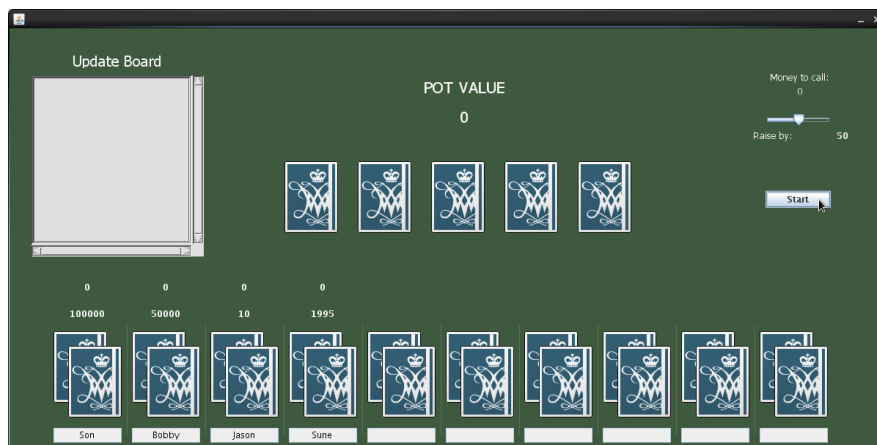 Update Board
POT VALUE
0
Money to call:
0
Raise by: 50
Start
0 0 0 0
100000 50000 10 1995
Son Bobby Jason Sune